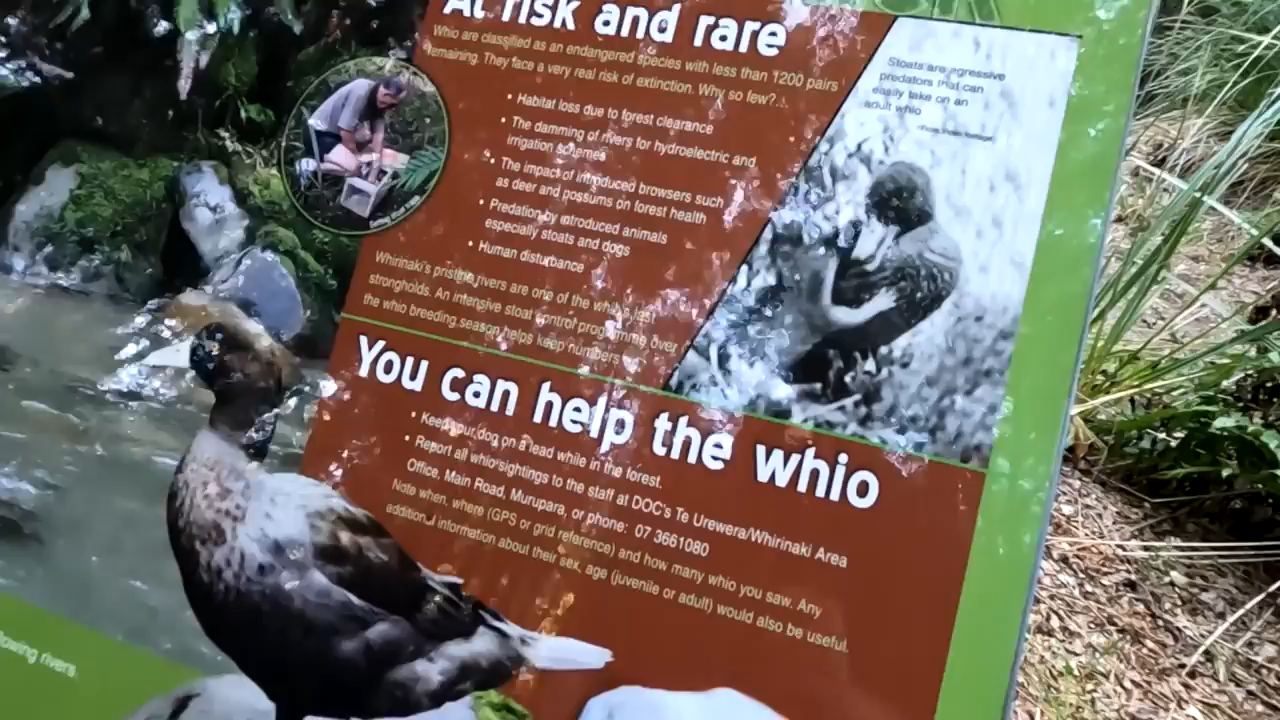 At risk and rare
Whio are classified as an endangered species with less than 1200 pairs
remaining. They face a very real risk of extinction. Why so few?...
• Habitat loss due to forest clearance
• The damming of rivers for hydroelectric and
irrigation schemes
• The impact of introduced browsers such
as deer and possums on forest health
• Predation by introduced animals
especially stoats and dogs
• Human disturbance
Whirinaki's pristine rivers are one of the whio's last
strongholds. An intensive stoat control programme over
the whio breeding season helps keep numbers
Stoats are agressive
predators that can
easily take on an
adult whio
You can help the whio
• Keep your dog on a lead while in the forest.
• Report all whio sightings to the staff at DOC's Te Urewera/Whirinaki Area
Office, Main Road, Murupara, or phone: 07 3661080
Note when, where (GPS or grid reference) and how many whio you saw. Any
additional information about their sex, age (juvenile or adult) would also be useful.
lowing rivers.